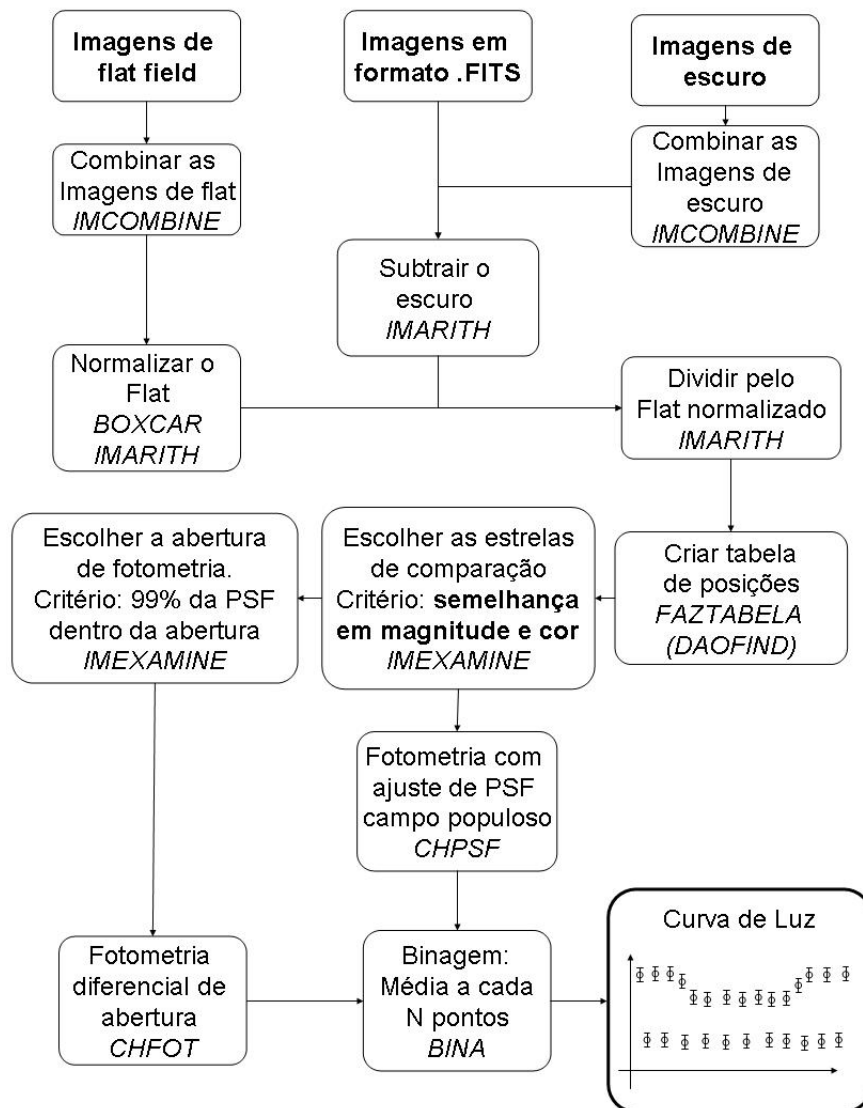 Imagens de
flat field
Imagens em
formato .FITS
Imagens de
escuro
Combinar as
Imagens de flat
IMCOMBINE
Combinar as
Imagens de
escuro
IMCOMBINE
Subtrair o
escuro
IMARITH
Normalizar o
Flat
BOXCAR
IMARITH
Dividir pelo
Flat normalizado
IMARITH
Escolher a abertura
de fotometria.
Critério: 99% da PSF
dentro da abertura
IMEXAMINE
Escolher as estrelas
de comparação
Critério: semelhança
em magnitude e cor
IMEXAMINE
Criar tabela
de posições
FAZTABELA
(DAOFIND)
Fotometria com
ajuste de PSF
campo populoso
CHPSF
Fotometria
diferencial de
abertura
CHFOT
Binagem:
Média a cada
N pontos
BINA
Curva de Luz